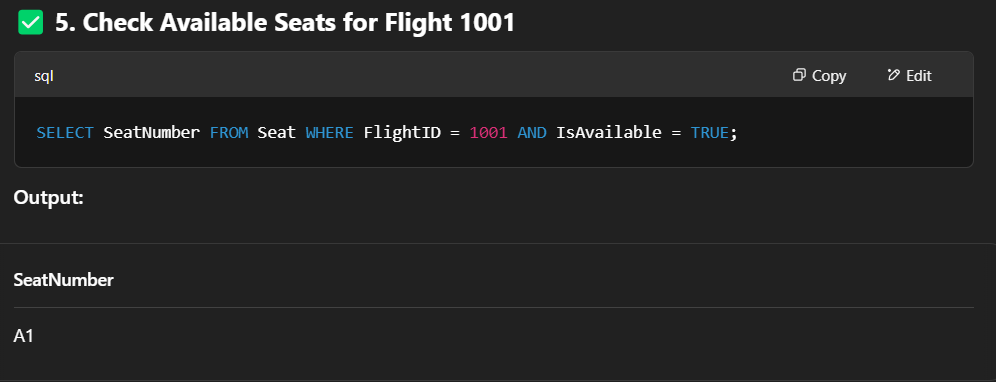 ✅ 5. Check Available Seats for Flight 1001
sql Copy Edit
SELECT SeatNumber FROM Seat WHERE FlightID = 1001 AND IsAvailable = TRUE;
Output:
SeatNumber
A1